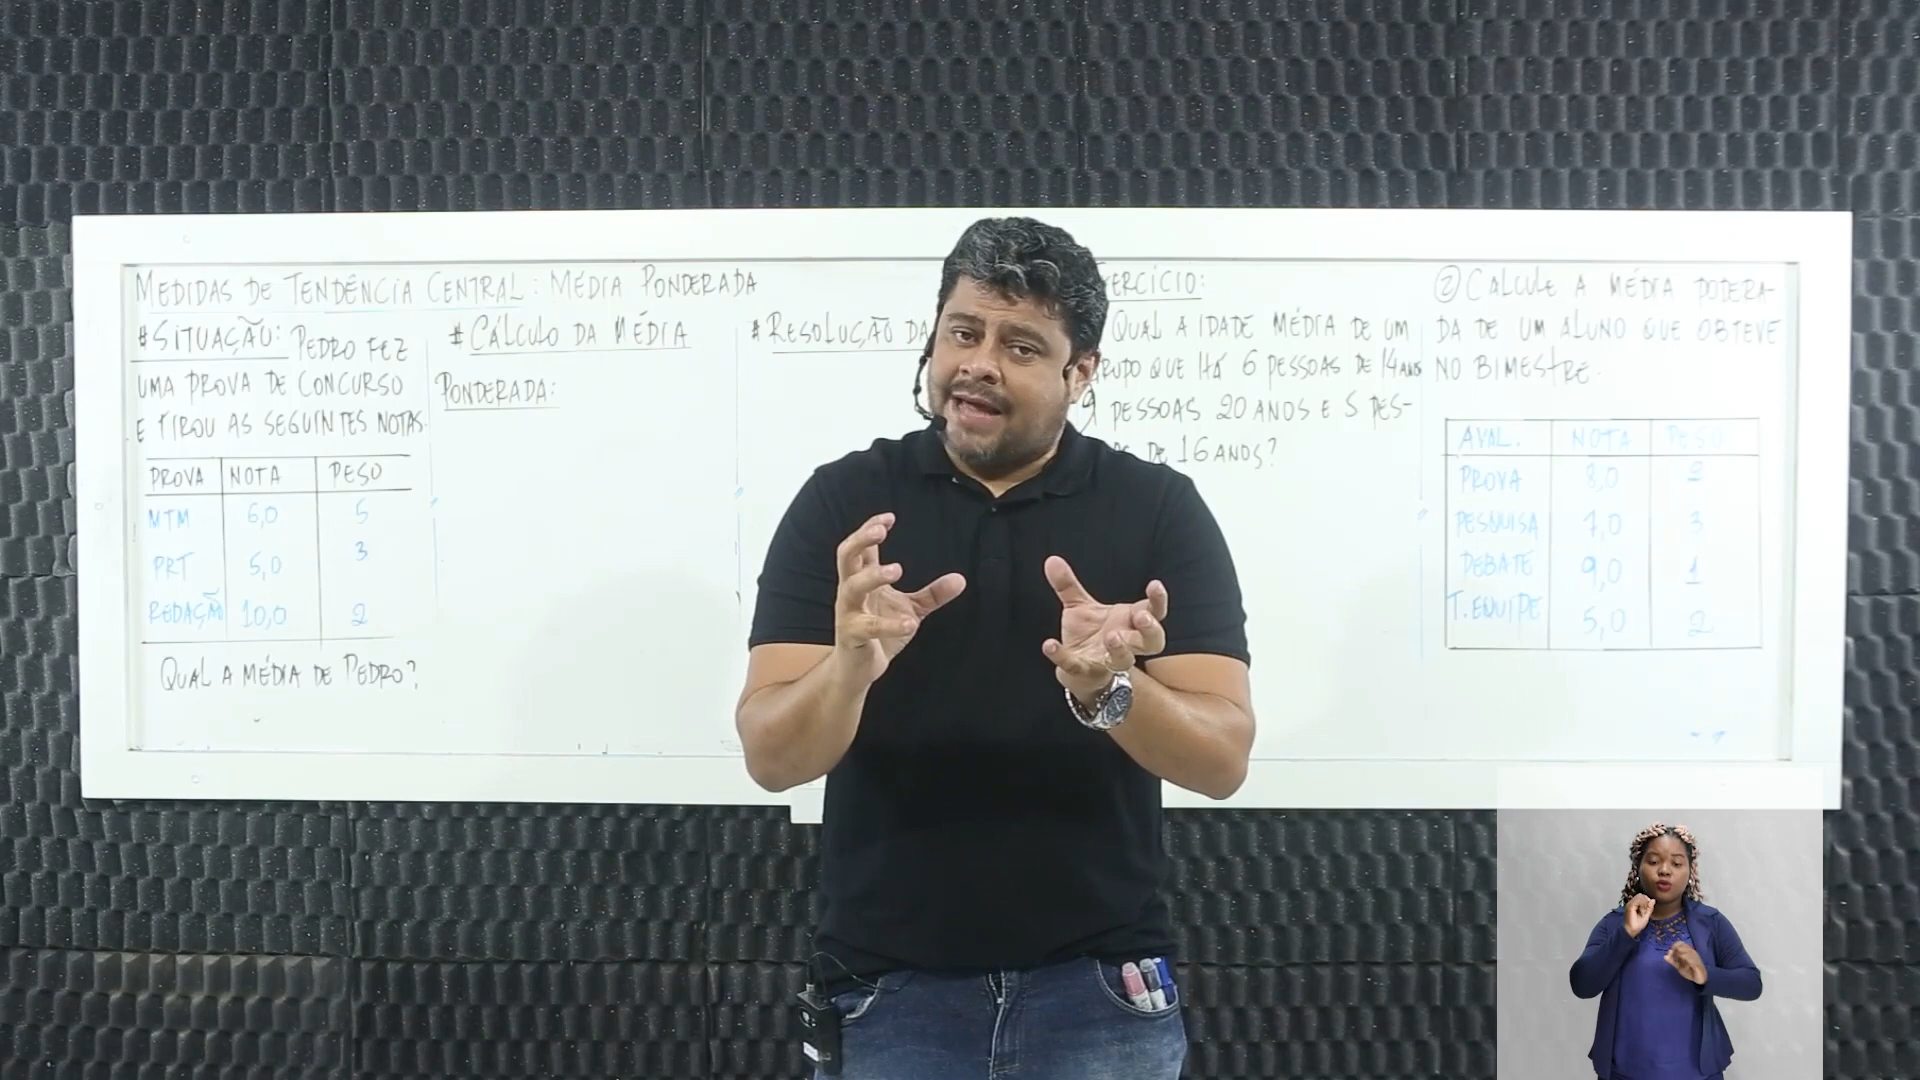 MEDIDAS DE TENDÊNCIA CENTRAL: MÉDIA PONDERADA
#SITUAÇÃO: PEDRO FEZ
UMA PROVA DE CONCURSO
E TIROU AS SEGUINTES NOTAS.
PROVA NOTA PESO
MTM 6,0 5
PRT 5,0 3
REDAÇÃO 10,0 2
QUAL A MÉDIA DE PEDRO?
# CÁLCULO DA MÉDIA
PONDERADA:
# RESOLUÇÃO DA
ERCÍCIO:
QUAL A IDADE MÉDIA DE UM
RUPO QUE HÁ 6 PESSOAS DE 14 ANOS
9 PESSOAS 20 ANOS E 5 PES-
DE 16 ANOS?
② CALCULE A MÉDIA PODERA-
DA DE UM ALUNO QUE OBTEVE
NO BIMESTRE.
AVAL. NOTA PESO
PROVA 8,0 2
PESQUISA 7,0 3
DEBATE 9,0 1
T. EQUIPE 5,0 2